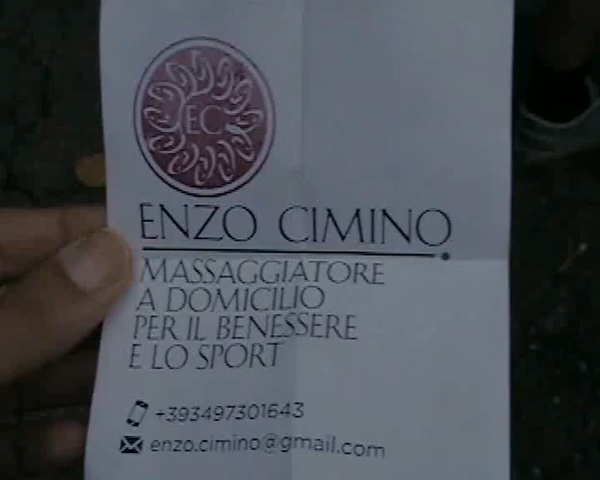 EC
ENZO CIMINO
MASSAGGIATORE
A DOMICILIO
PER IL BENESSERE
E LO SPORT
+393497301643
enzo.cimino@gmail.com